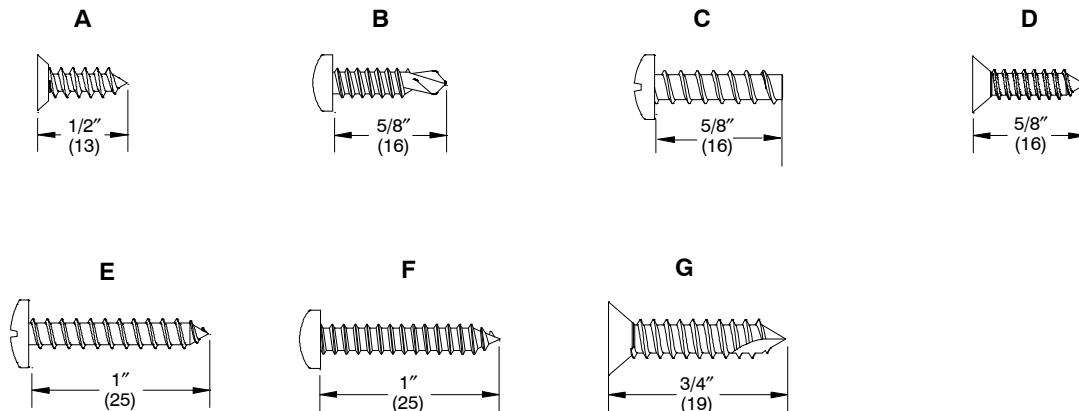 A
B
C
D
1/2″
(13)
5/8″
(16)
5/8″
(16)
5/8″
(16)
E
F
G
1″
(25)
1″
(25)
3/4″
(19)